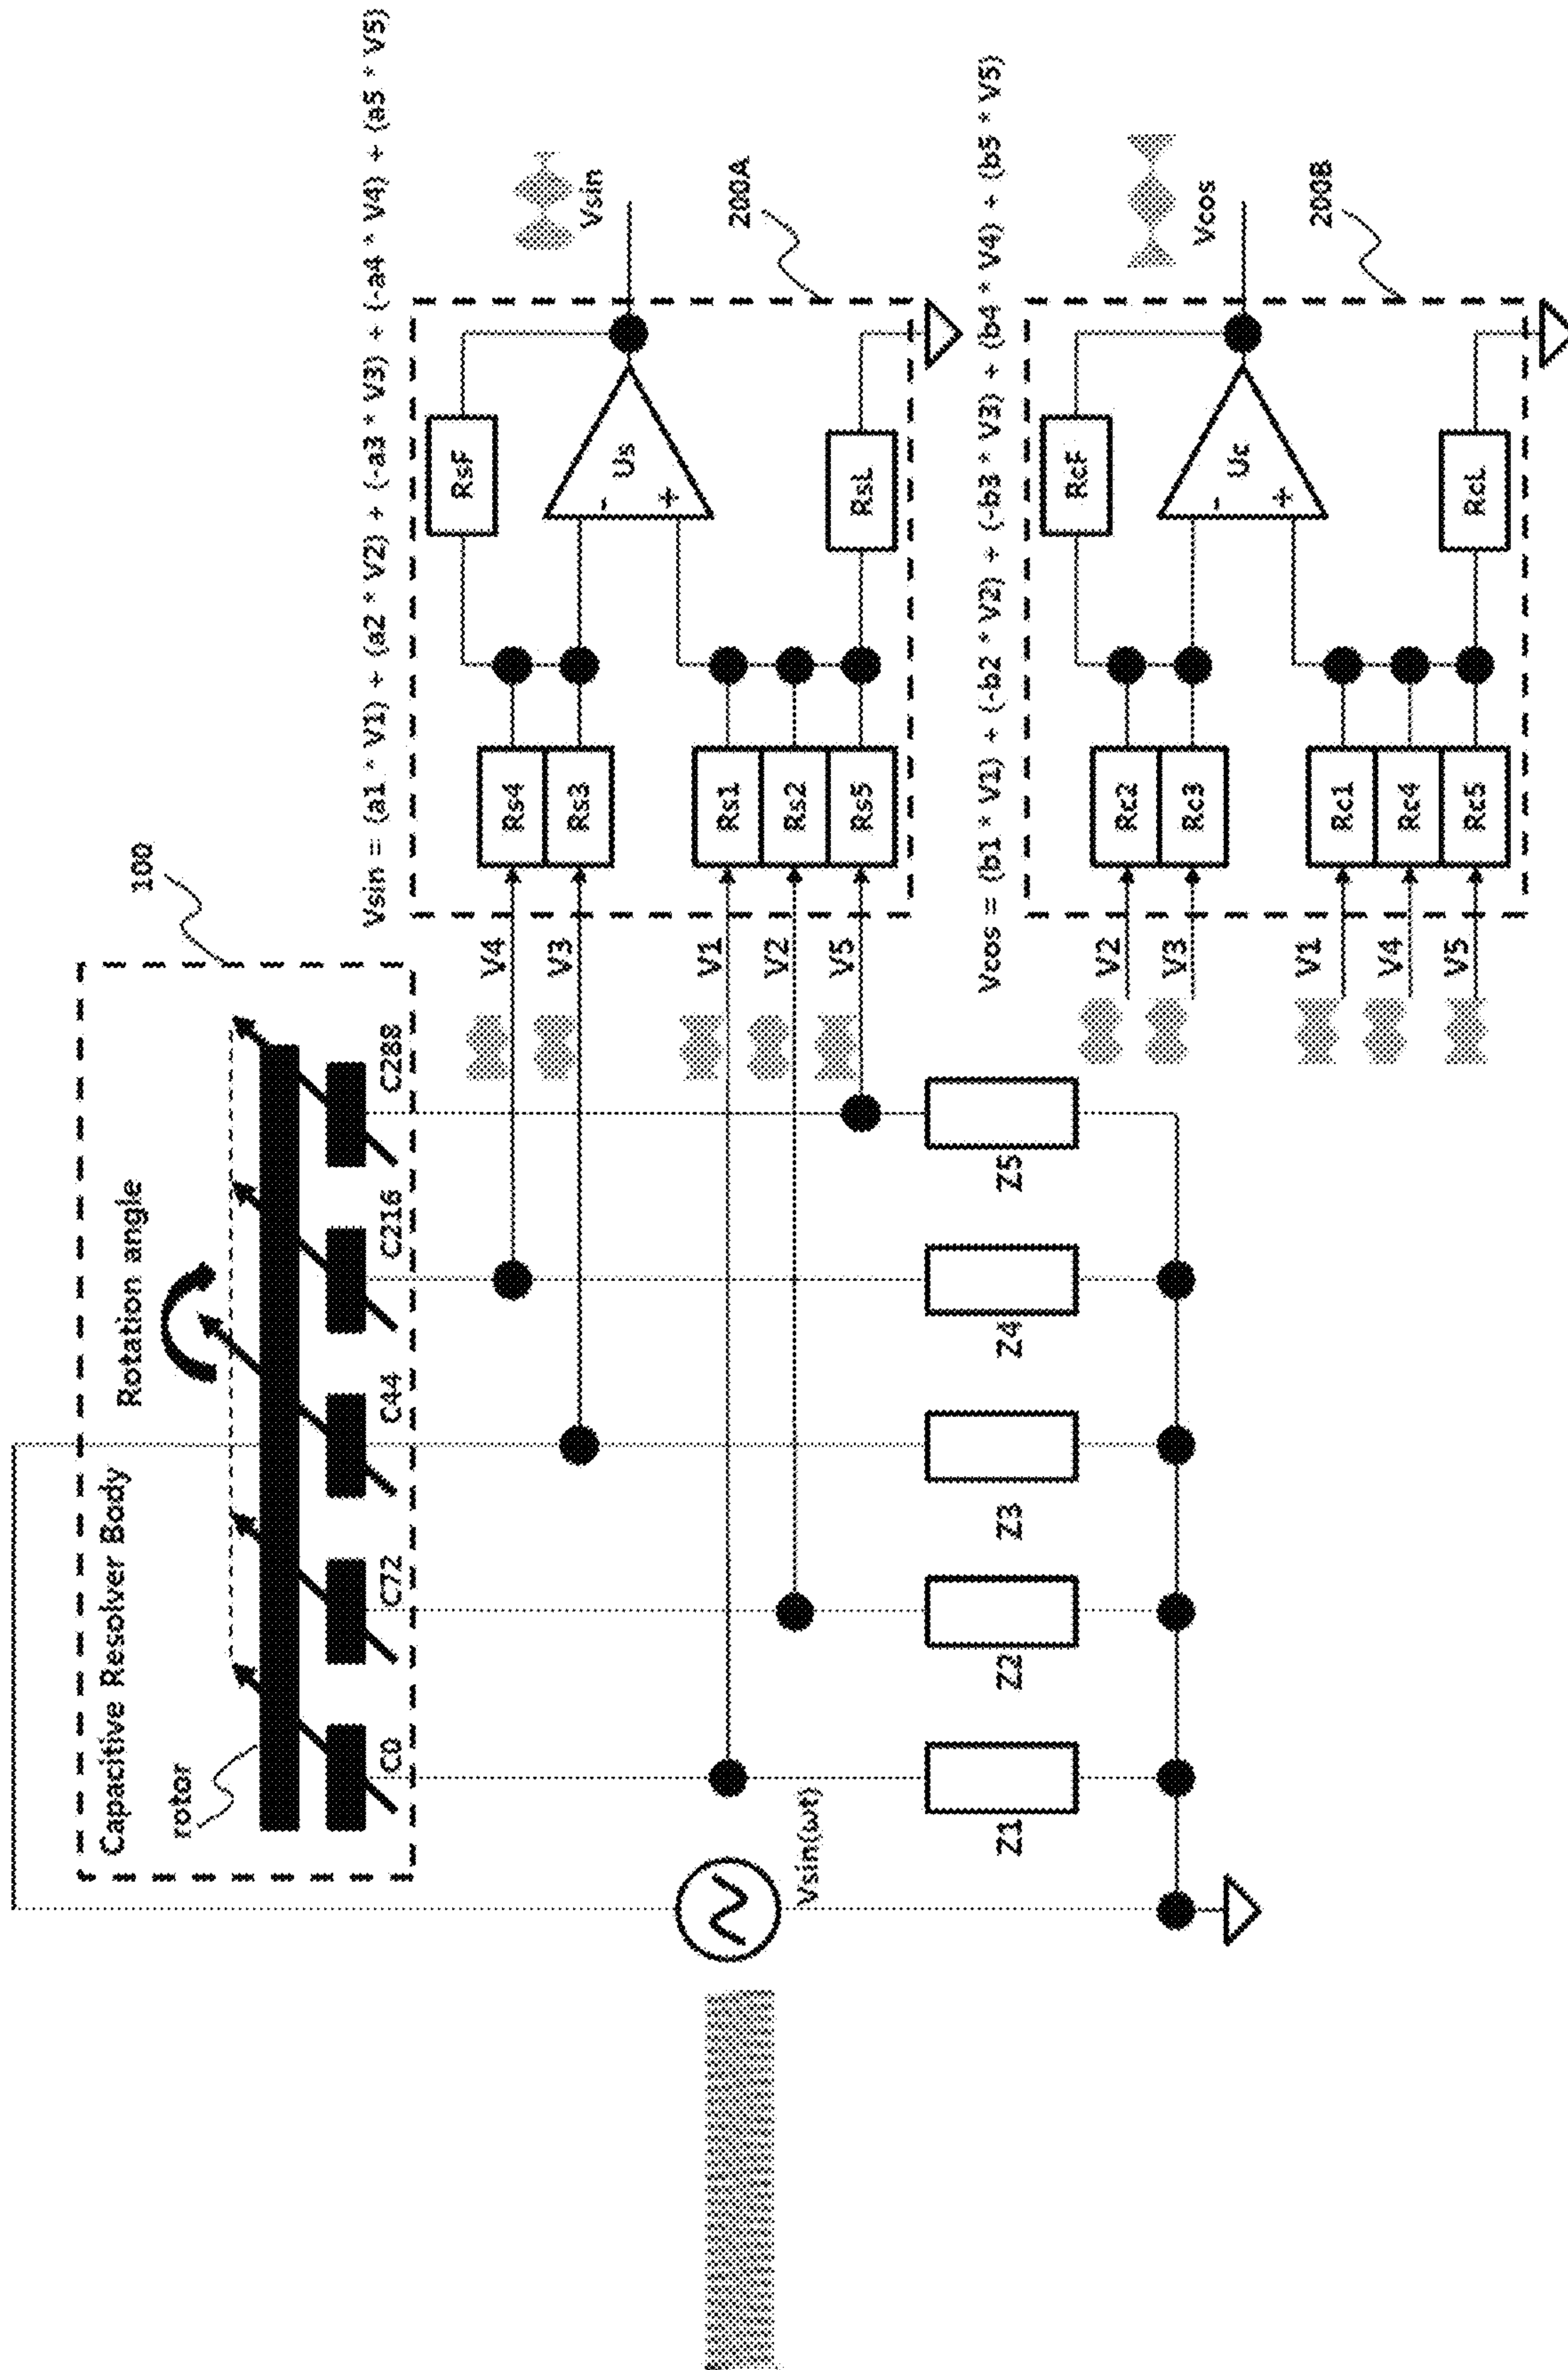 100
Capacitive Resolver Body
Rotation angle
rotor
C0
C72
C44
C216
C288
Vsin = (a1 * V1) + (a2 * V2) + (-a3 * V3) + (-a4 * V4) + (a5 * V5)
V4
V3
V1
V2
V5
Rs4
Rs3
Rs1
Rs2
Rs5
RsF
Us
-
+
RsL
Vsin
200A
Vsin(ωt)
Z1
Z2
Z3
Z4
Z5
Vcos = (b1 * V1) + (-b2 * V2) + (-b3 * V3) + (b4 * V4) + (b5 * V5)
V2
V3
V1
V4
V5
Rc2
Rc3
Rc1
Rc4
Rc5
RcF
Uc
-
+
RcL
Vcos
200B